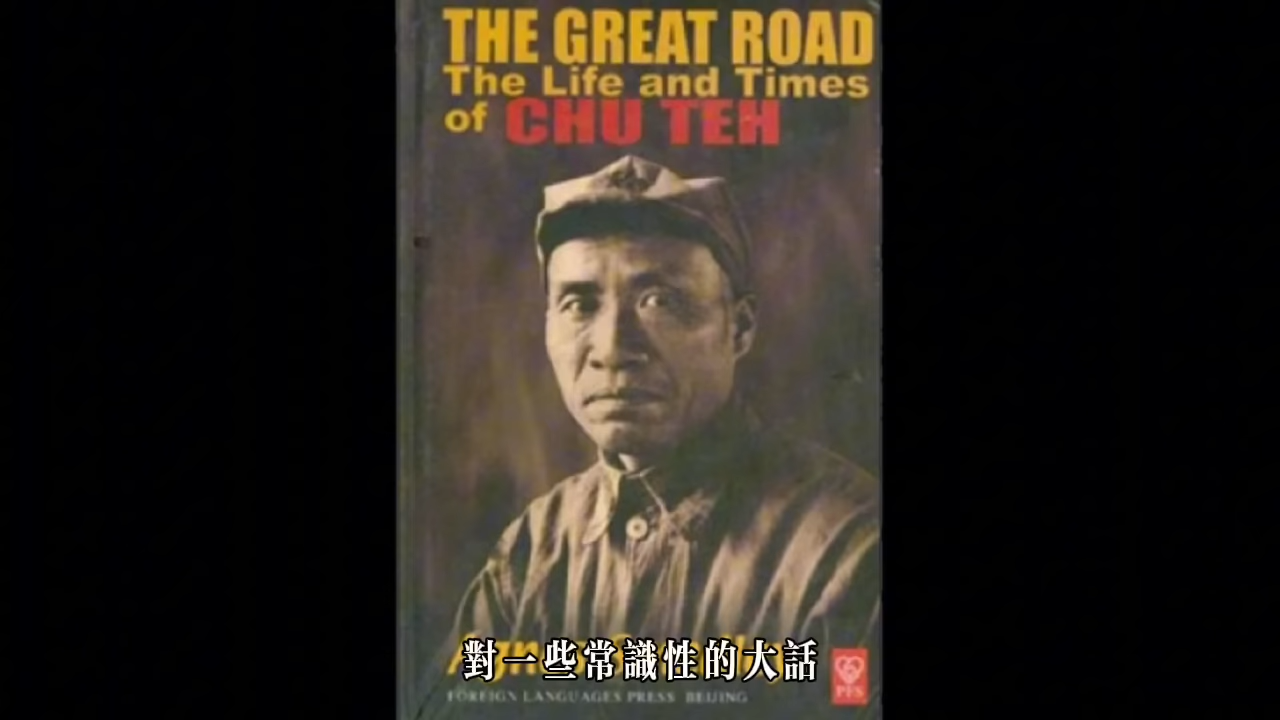 THE GREAT ROAD
The Life and Times
of CHU TEH
對一些常識性的大話
FOREIGN LANGUAGES PRESS BEIJING